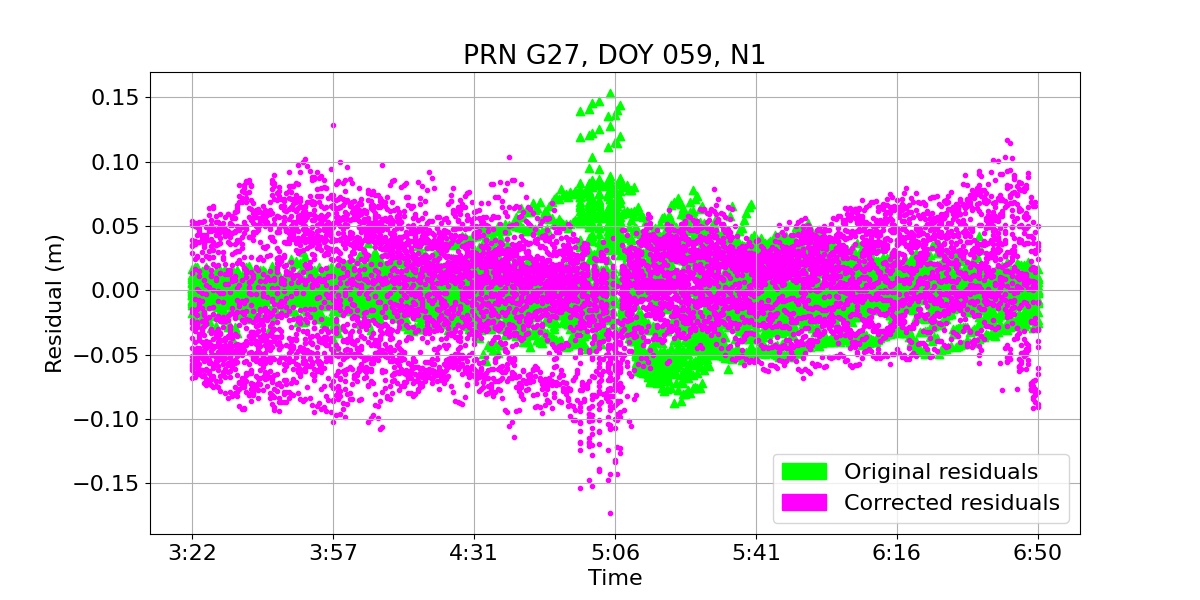 PRN G27, DOY 059, N1
Residual (m)
0.15
0.10
0.05
0.00
−0.05
−0.10
−0.15
Original residuals
Corrected residuals
3:22 3:57 4:31 5:06 5:41 6:16 6:50
Time